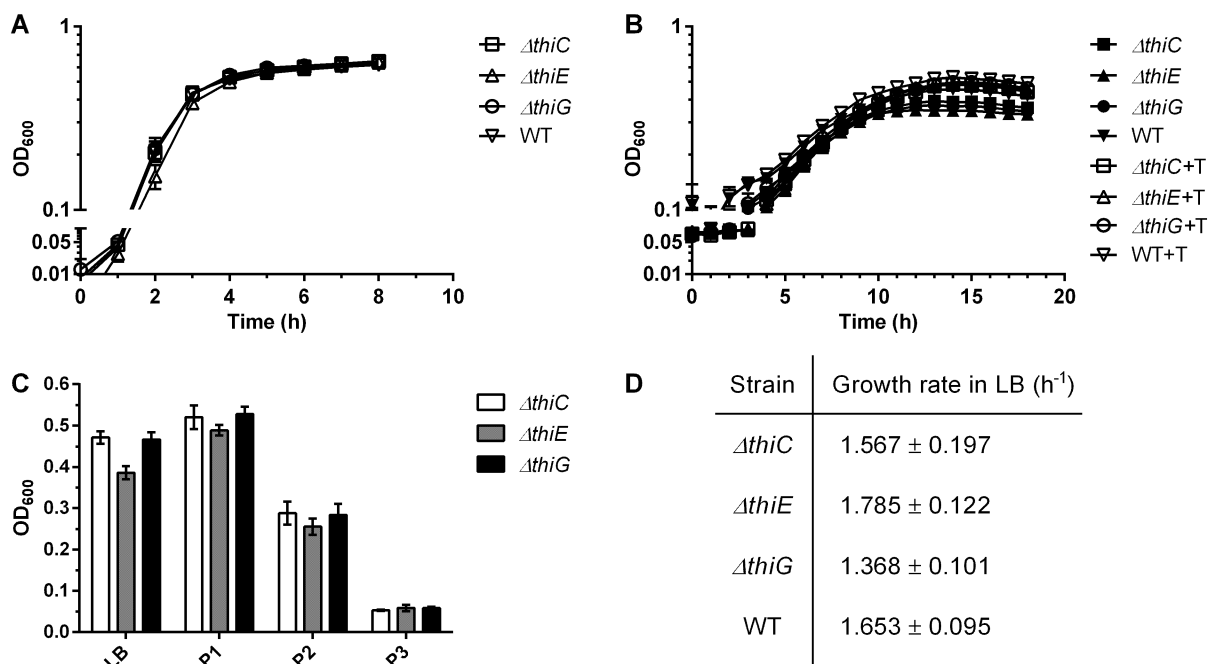 A
1
0.1
0.05
0.01
OD600
0 2 4 6 8 10
Time (h)
ΔthiC
ΔthiE
ΔthiG
WT
B
1
0.1
0.05
0.01
OD600
0 5 10 15 20
Time (h)
ΔthiC
ΔthiE
ΔthiG
WT
ΔthiC+T
ΔthiE+T
ΔthiG+T
WT+T
C
0.6
0.5
0.4
0.3
0.2
0.1
0.0
OD600
LB P1 P2 P3
ΔthiC
ΔthiE
ΔthiG
D
Strain Growth rate in LB (h-1)
ΔthiC 1.567 ± 0.197
ΔthiE 1.785 ± 0.122
ΔthiG 1.368 ± 0.101
WT 1.653 ± 0.095